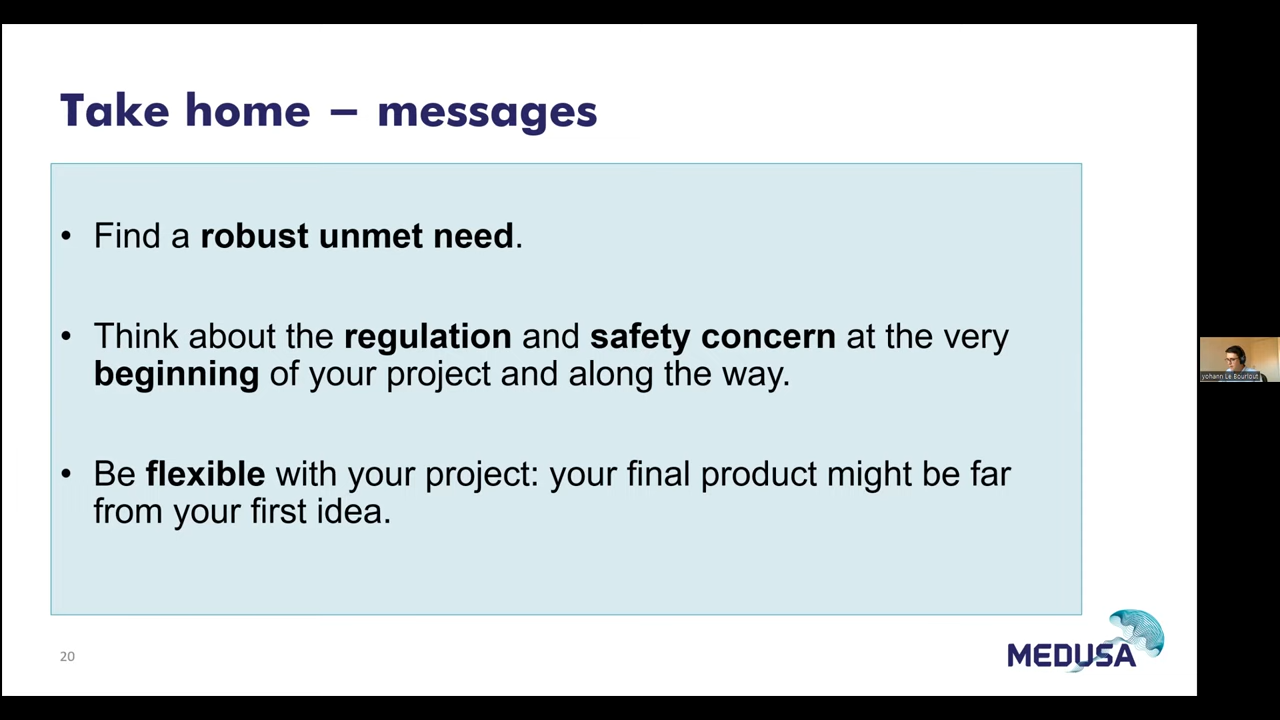 Take home – messages
• Find a robust unmet need.
• Think about the regulation and safety concern at the very
beginning of your project and along the way.
• Be flexible with your project: your final product might be far
from your first idea.
yohann Le Bourlout
20
MEDUSA